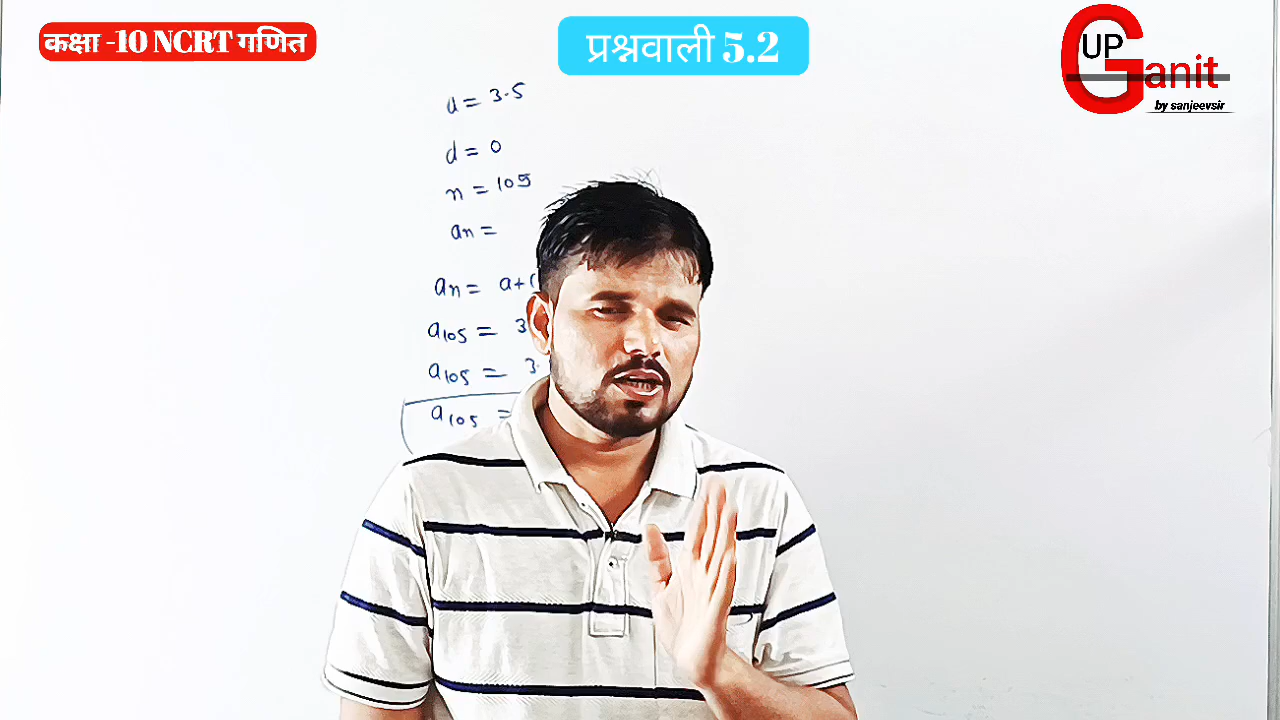 कक्षा -10 NCRT गणित
प्रश्नवाली 5.2
UP
Ganit
by sanjeevsir
a = 3.5
d = 0
n = 105
an =
an = a+(
a105 = 3
a105 = 3.
a105 =